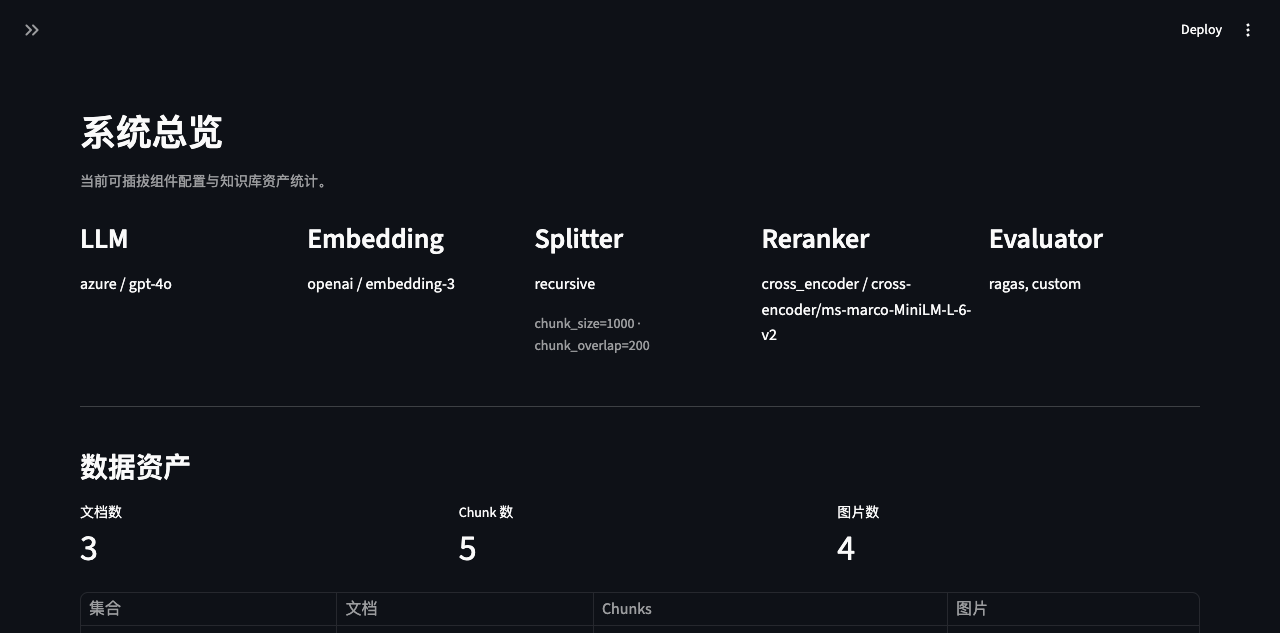 Deploy
系统总览
当前可插拔组件配置与知识库资产统计。
LLM
azure / gpt-4o
Embedding
openai / embedding-3
Splitter
recursive
chunk_size=1000 ·
chunk_overlap=200
Reranker
cross_encoder / cross-
encoder/ms-marco-MiniLM-L-6-
v2
Evaluator
ragas, custom
数据资产
文档数
3
Chunk 数
5
图片数
4
集合 文档 Chunks 图片